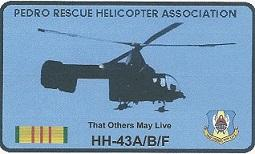 PEDRO RESCUE HELICOPTER ASSOCIATION
That Others May Live
HH-43A/B/F